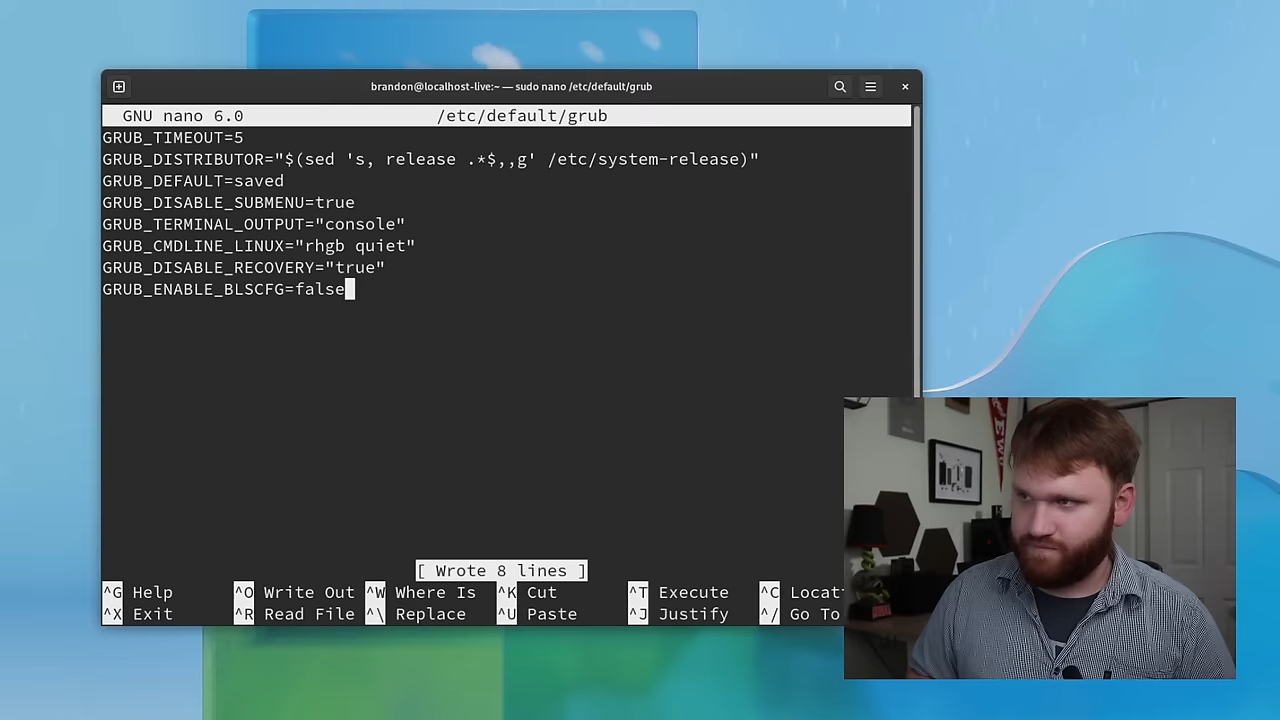 brandon@localhost-live:~ — sudo nano /etc/default/grub
GNU nano 6.0 /etc/default/grub
GRUB_TIMEOUT=5
GRUB_DISTRIBUTOR="$(sed 's, release .*$,,g' /etc/system-release)"
GRUB_DEFAULT=saved
GRUB_DISABLE_SUBMENU=true
GRUB_TERMINAL_OUTPUT="console"
GRUB_CMDLINE_LINUX="rhgb quiet"
GRUB_DISABLE_RECOVERY="true"
GRUB_ENABLE_BLSCFG=false
[ Wrote 8 lines ]
^G Help ^O Write Out ^W Where Is ^K Cut ^T Execute ^C
^X Exit ^R Read File ^\ Replace ^U Paste ^J Justify ^/ Go To